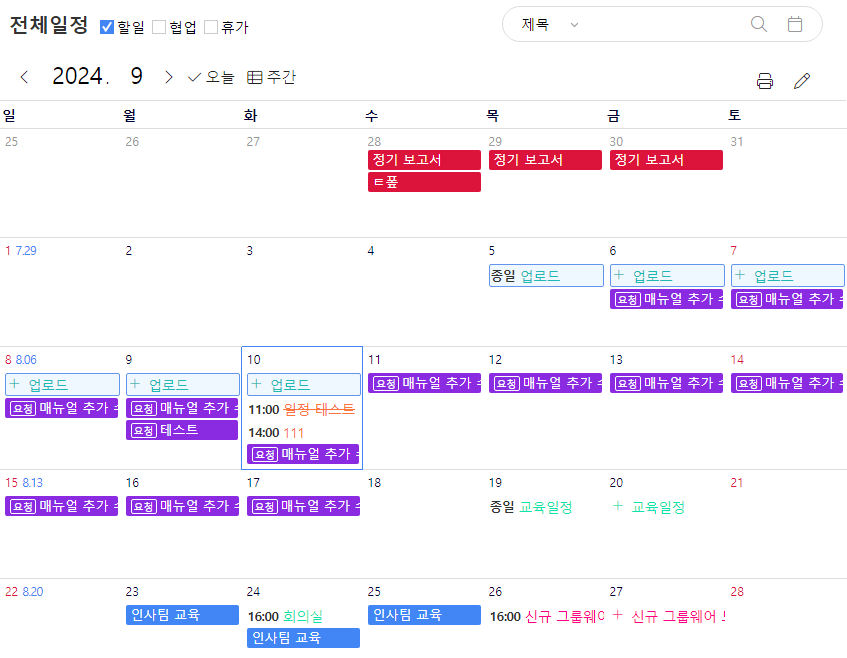 전체일정 할일 협업 휴가 제목
2024. 9 오늘 주간
일 월 화 수 목 금 토
25 26 27 28 29 30 31
정기 보고서 정기 보고서 정기 보고서
ㅌ풒
1 7.29 2 3 4 5 6 7
종일 업로드 + 업로드 + 업로드
요청 매뉴얼 추가 요청 매뉴얼 추가
8 8.06 9 10 11 12 13 14
+ 업로드 + 업로드 + 업로드 요청 매뉴얼 추가 요청 매뉴얼 추가 요청 매뉴얼 추가 요청 매뉴얼 추가
요청 매뉴얼 추가 요청 매뉴얼 추가 11:00 일정 테스트
요청 테스트 14:00 111
요청 매뉴얼 추가
15 8.13 16 17 18 19 20 21
요청 매뉴얼 추가 요청 매뉴얼 추가 요청 매뉴얼 추가 종일 교육일정 + 교육일정
22 8.20 23 24 25 26 27 28
인사팀 교육 16:00 회의실 인사팀 교육 16:00 신규 그룹웨어 + 신규 그룹웨어
인사팀 교육